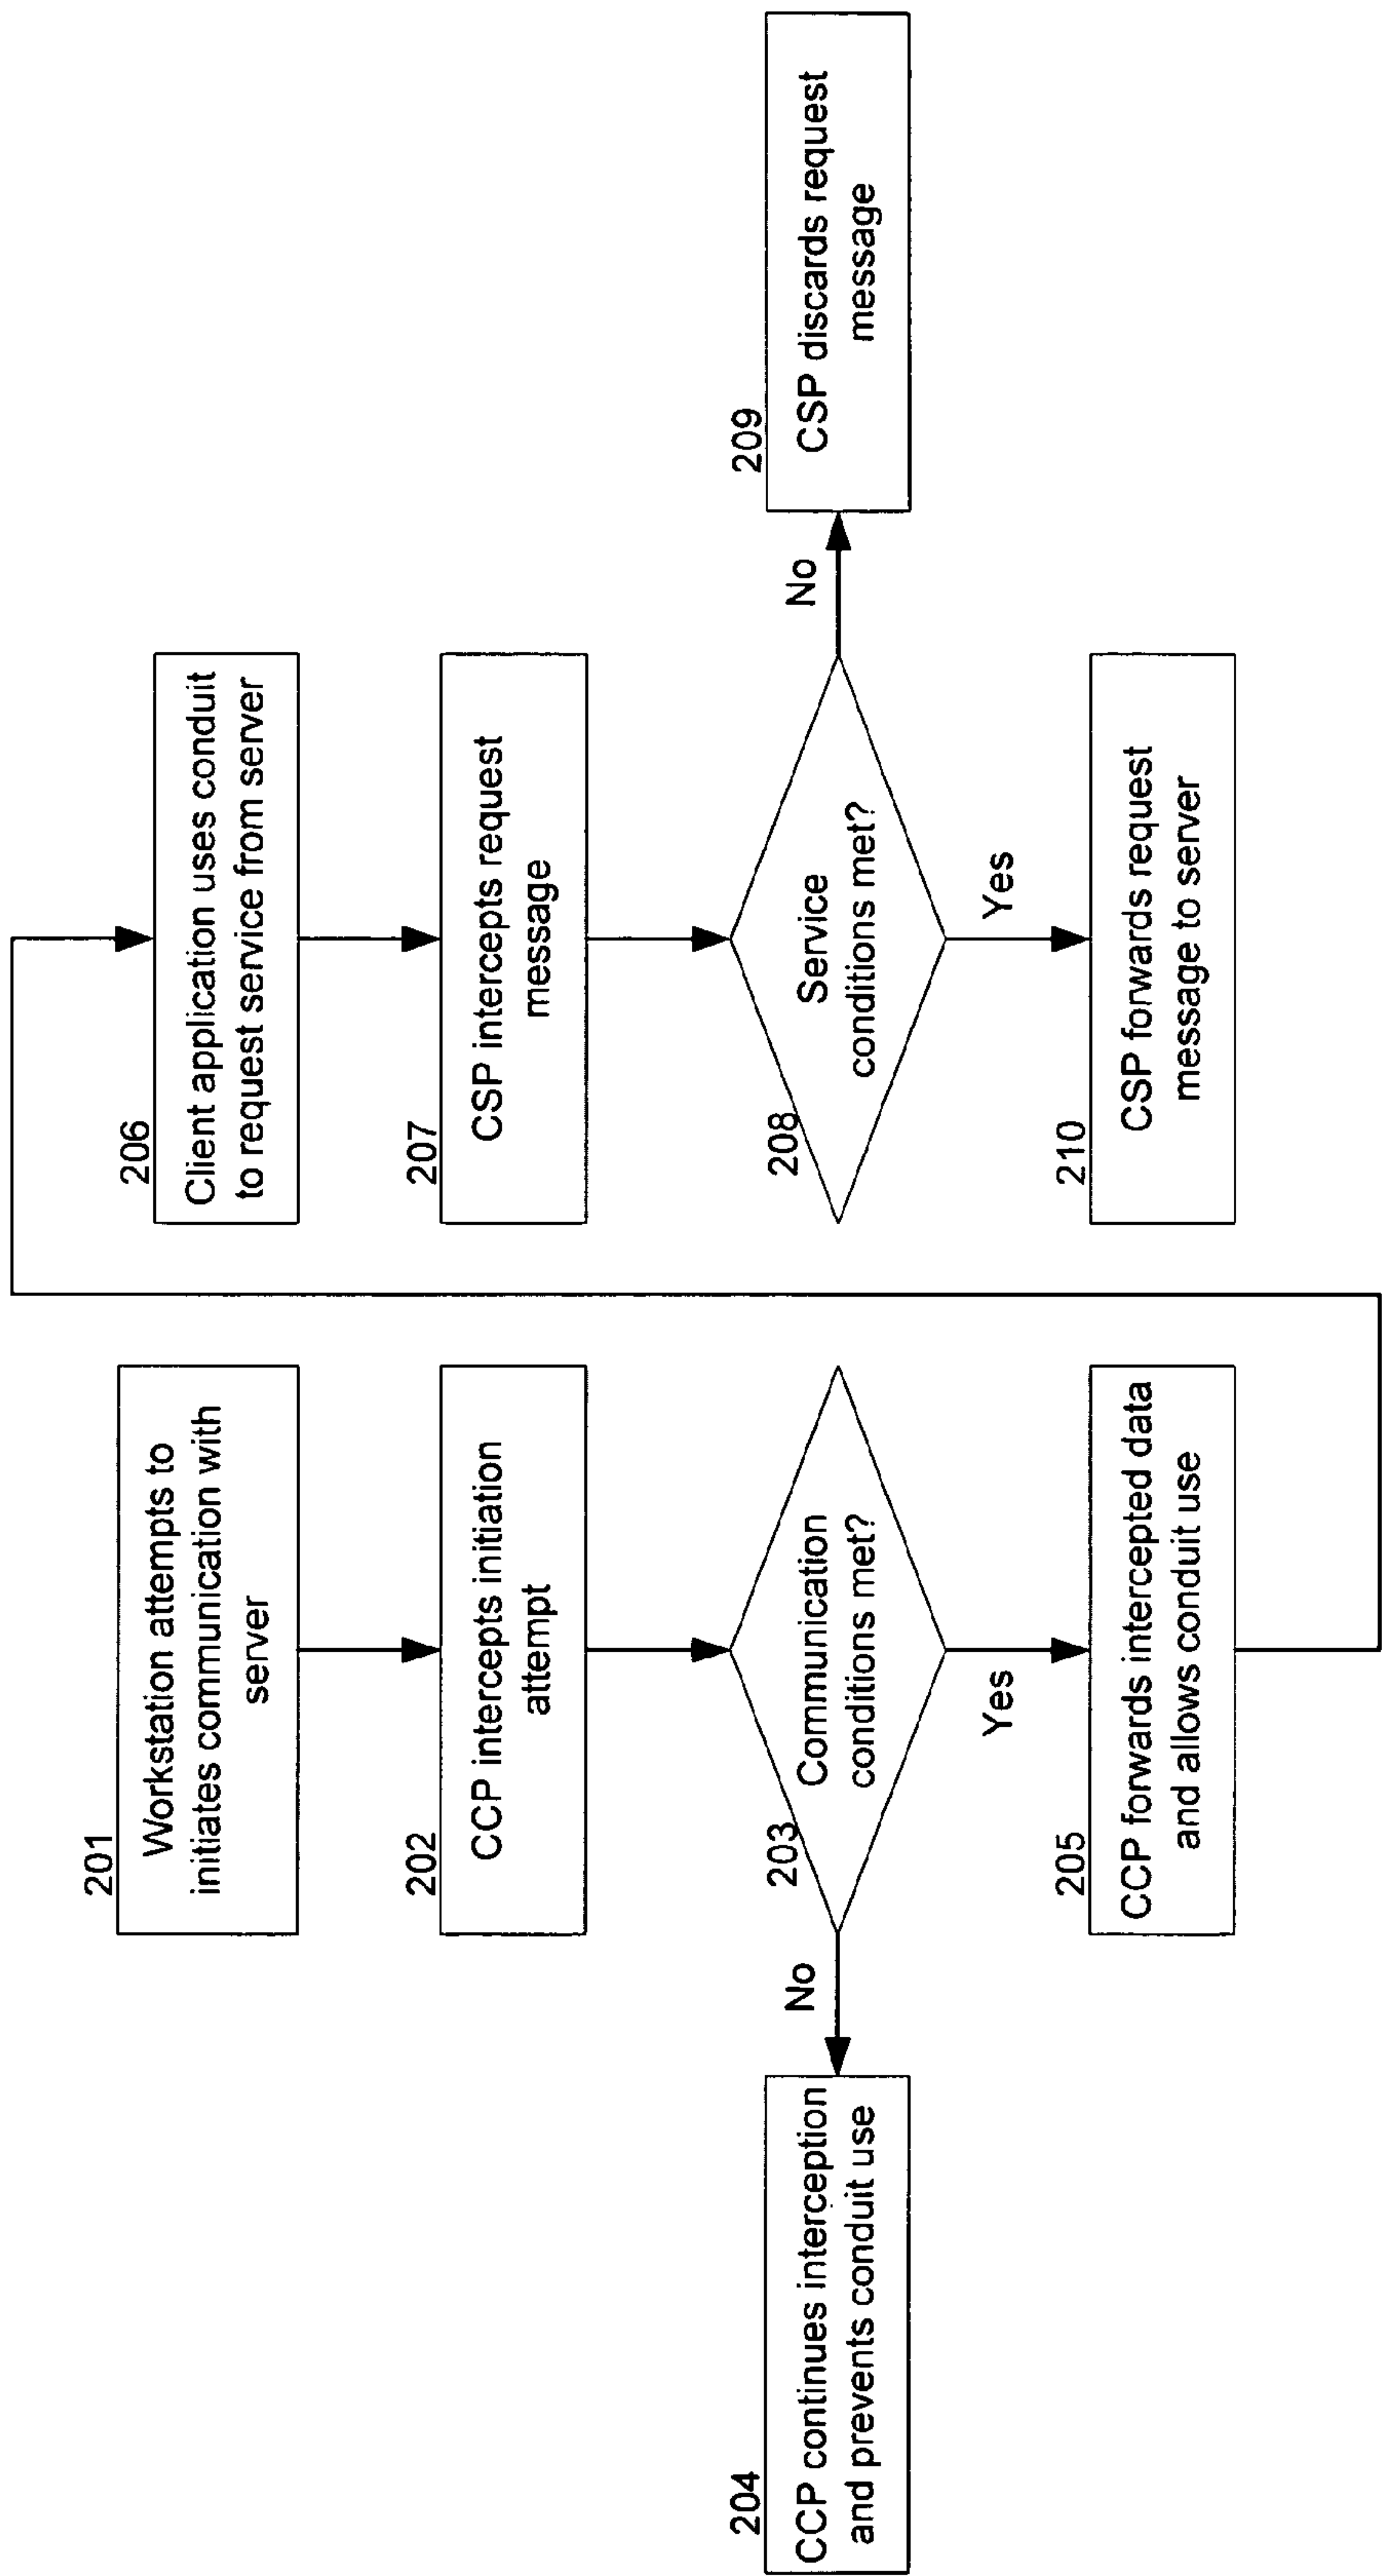 201
Workstation attempts to
initiates communication with
server
202
CCP intercepts initiation
attempt
203
Communication
conditions met?
No
204
CCP continues interception
and prevents conduit use
Yes
205
CCP forwards intercepted data
and allows conduit use
206
Client application uses conduit
to request service from server
207
CSP intercepts request
message
208
Service
conditions met?
No
209
CSP discards request
message
Yes
210
CSP forwards request
message to server